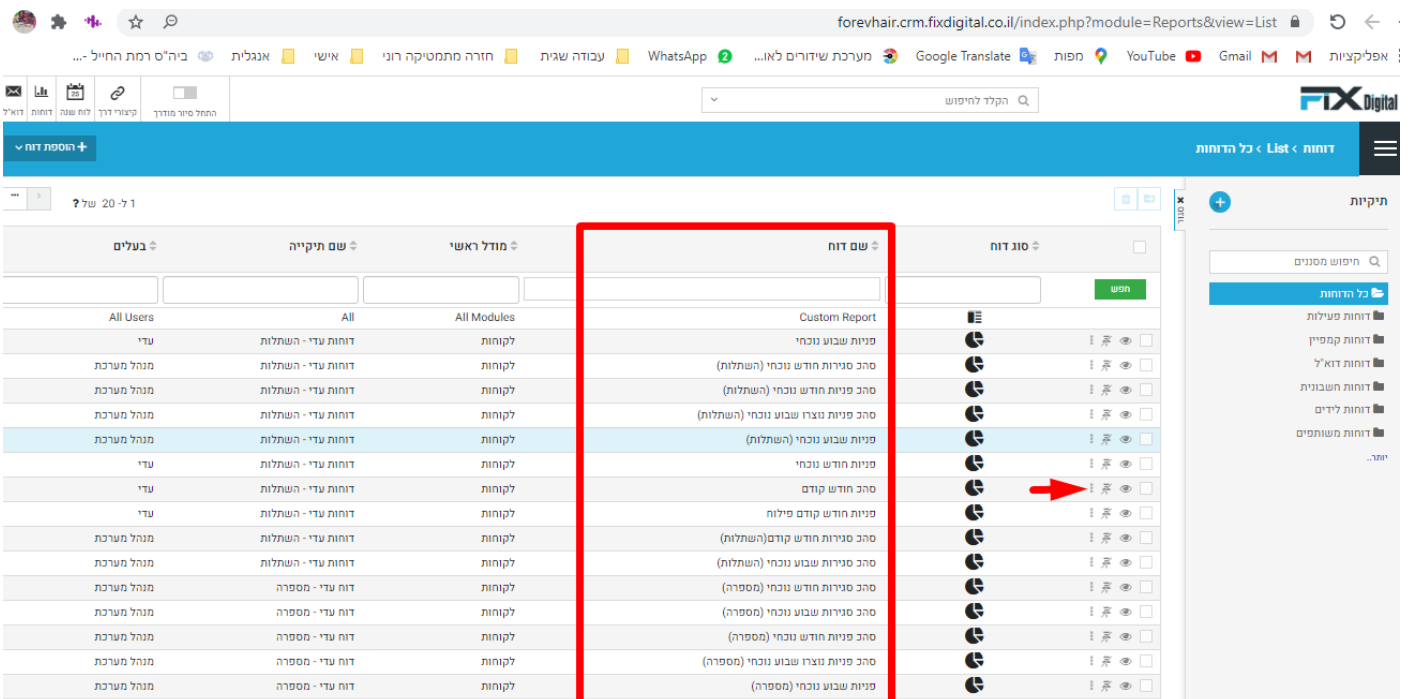 forevhair.crm.fixdigital.co.il/index.php?module=Reports&view=List
אפליקציות Gmail YouTube מפות Google Translate מערכת שידורים לאו... WhatsApp 2 עבודה שגית חזרה מתמטיקה רוני אישי אנגלית ביה"ס רמת החייל -...
FIX Digital
הקלד לחיפוש
התחל סיור מודרך קיצורי דרך לוח שנה דוחות דוא"ל
דוחות > List > כל הדוחות
+ הוספת דוח
תיקיות
חיפוש מסננים
כל הדוחות
דוחות פעילות
דוחות קמפיין
דוחות דוא"ל
דוחות חשבונית
דוחות לידים
דוחות משותפים
יותר..
1 ל- 20 של ?
סוג דוח שם דוח מודל ראשי שם תיקייה בעלים
חפש
Custom Report All Modules All All Users
פניות שבוע נוכחי לקוחות דוחות עדי - השתלות עדי
סהכ סגירות חודש נוכחי (השתלות) לקוחות דוחות עדי - השתלות מנהל מערכת
סהכ פניות חודש נוכחי (השתלות) לקוחות דוחות עדי - השתלות מנהל מערכת
סהכ פניות נוצרו שבוע נוכחי (השתלות) לקוחות דוחות עדי - השתלות מנהל מערכת
פניות שבוע נוכחי (השתלות) לקוחות דוחות עדי - השתלות מנהל מערכת
פניות חודש נוכחי לקוחות דוחות עדי - השתלות עדי
סהכ חודש קודם לקוחות דוחות עדי - השתלות עדי
פניות חודש קודם פילוח לקוחות דוחות עדי - השתלות עדי
סהכ סגירות חודש קודם(השתלות) לקוחות דוחות עדי - השתלות מנהל מערכת
סהכ סגירות שבוע נוכחי (השתלות) לקוחות דוחות עדי - השתלות מנהל מערכת
סהכ סגירות חודש נוכחי (מספרה) לקוחות דוח עדי - מספרה מנהל מערכת
סהכ סגירות שבוע נוכחי (מספרה) לקוחות דוח עדי - מספרה מנהל מערכת
סהכ פניות חודש נוכחי (מספרה) לקוחות דוח עדי - מספרה מנהל מערכת
סהכ פניות נוצרו שבוע נוכחי (מספרה) לקוחות דוח עדי - מספרה מנהל מערכת
פניות שבוע נוכחי (מספרה) לקוחות דוח עדי - מספרה מנהל מערכת